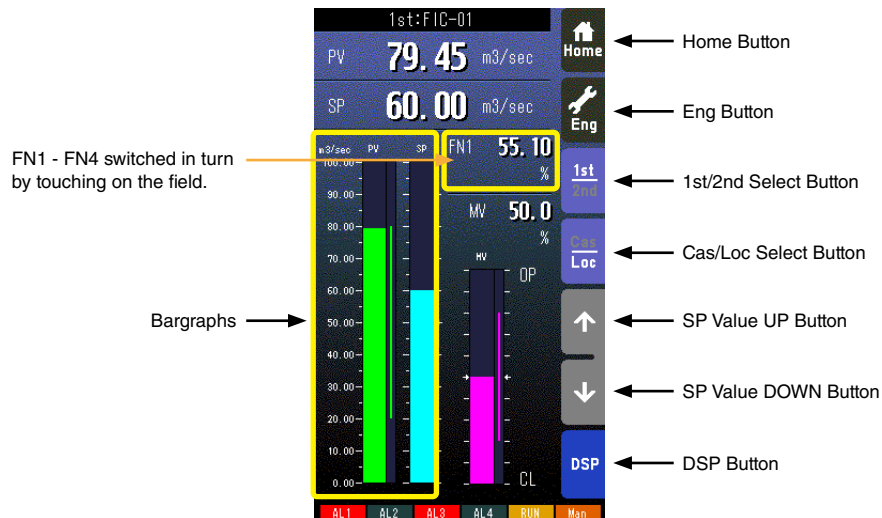 1st:FIC-01
PV 79.45 m3/sec
SP 60.00 m3/sec
FN1 55.10
%
MV 50.0
%
m3/sec PV SP
100.00
90.00
80.00
70.00
60.00
50.00
40.00
30.00
20.00
10.00
0.00
MV
OP
CL
AL1 AL2 AL3 AL4 RUN Man
Home
Eng
1st
2nd
Cas
Loc
DSP
FN1 - FN4 switched in turn
by touching on the field.
Bargraphs
Home Button
Eng Button
1st/2nd Select Button
Cas/Loc Select Button
SP Value UP Button
SP Value DOWN Button
DSP Button